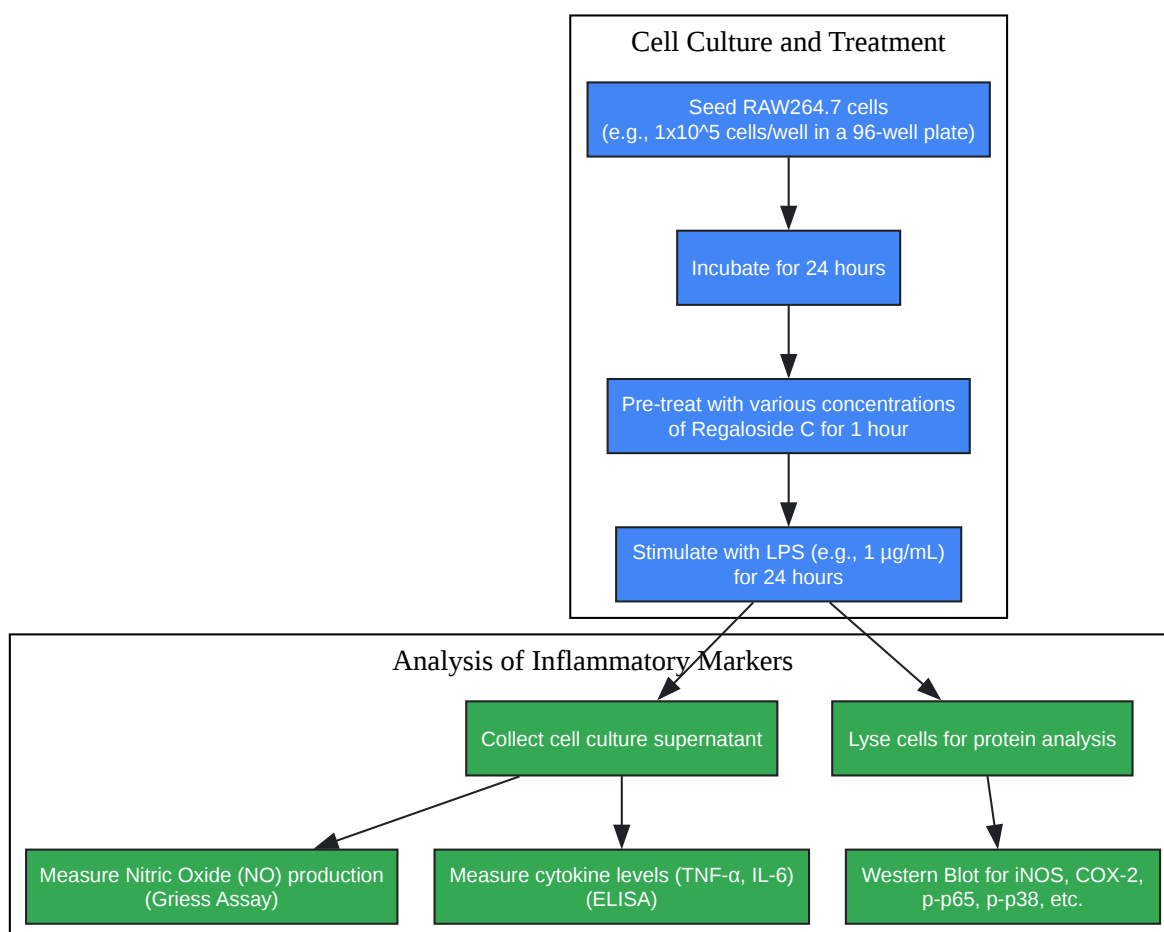 Cell Culture and Treatment
Seed RAW264.7 cells
(e.g., 1x10^5 cells/well in a 96-well plate)
Incubate for 24 hours
Pre-treat with various concentrations
of Regaloside C for 1 hour
Stimulate with LPS (e.g., 1 µg/mL)
for 24 hours
Analysis of Inflammatory Markers
Collect cell culture supernatant
Lyse cells for protein analysis
Measure Nitric Oxide (NO) production
(Griess Assay)
Measure cytokine levels (TNF-α, IL-6)
(ELISA)
Western Blot for iNOS, COX-2,
p-p65, p-p38, etc.